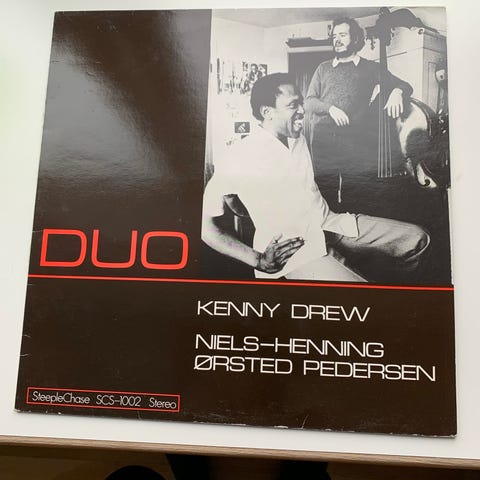 DUO
KENNY DREW
NIELS-HENNING
ØRSTED PEDERSEN
SteepleChase SCS-1002 Stereo